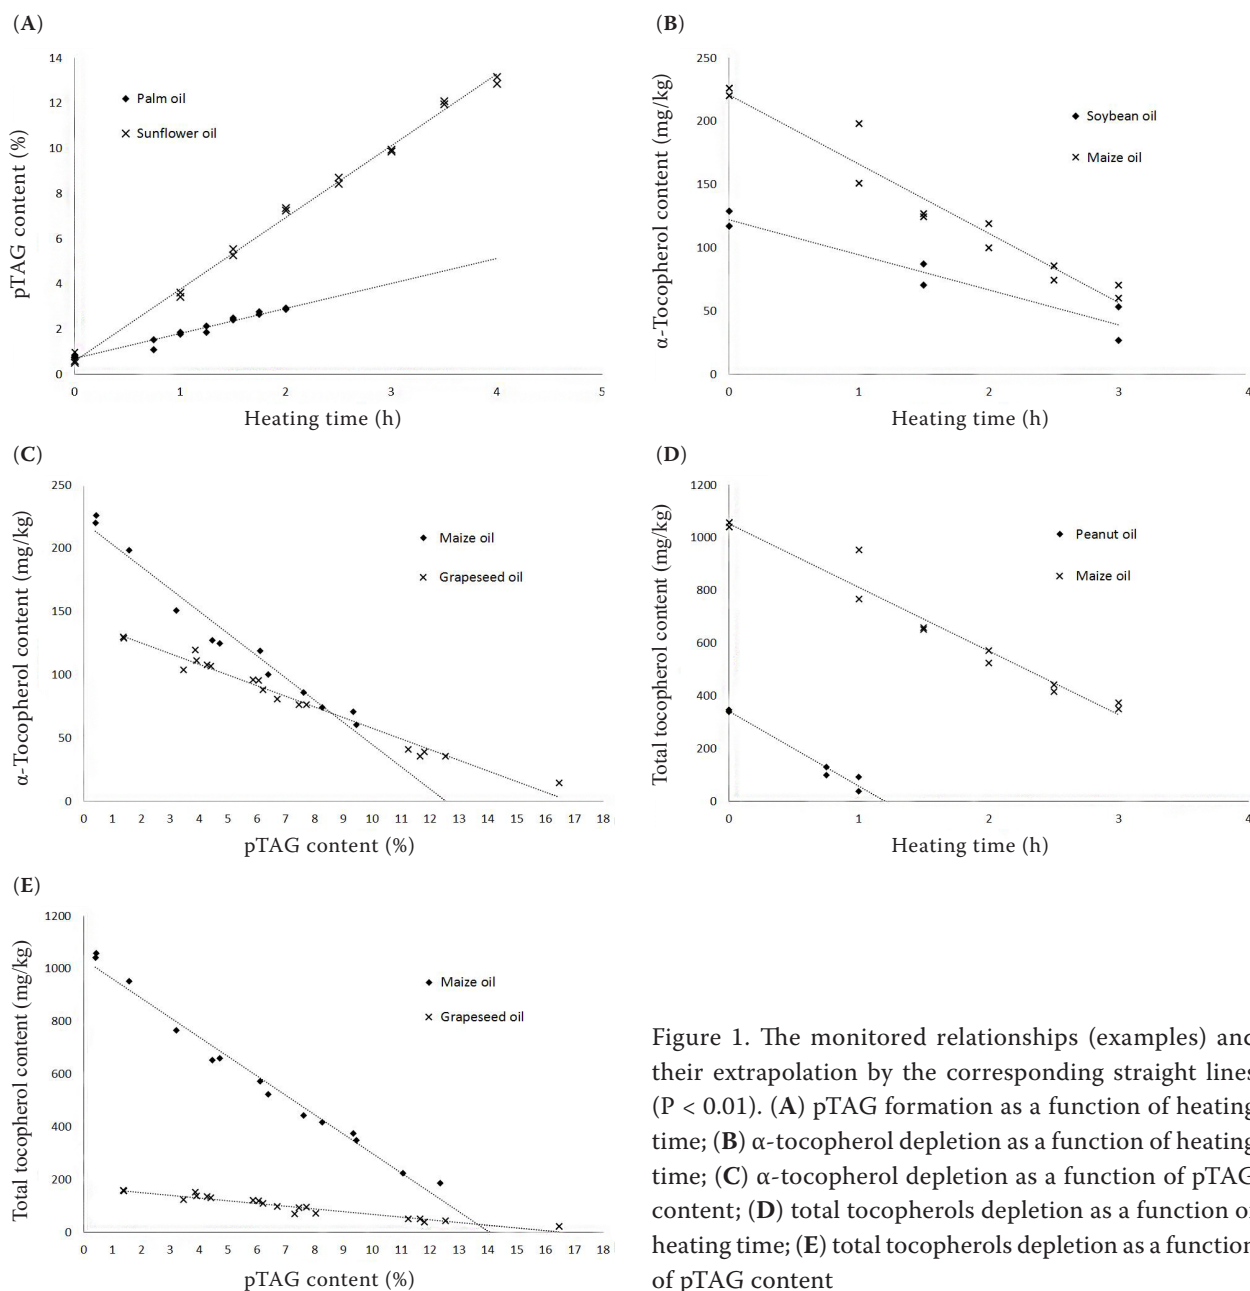 (A)
pTAG content (%)
14
12
10
8
6
4
2
0
Palm oil
Sunflower oil
0 1 2 3 4 5
Heating time (h)
(B)
α-Tocopherol content (mg/kg)
250
200
150
100
50
0
Soybean oil
Maize oil
0 1 2 3 4
Heating time (h)
(C)
α-Tocopherol content (mg/kg)
250
200
150
100
50
0
Maize oil
Grapeseed oil
0 1 2 3 4 5 6 7 8 9 10 11 12 13 14 15 16 17 18
pTAG content (%)
(D)
Total tocopherol content (mg/kg)
1200
1000
800
600
400
200
0
Peanut oil
Maize oil
0 1 2 3 4
Heating time (h)
(E)
Total tocopherol content (mg/kg)
1200
1000
800
600
400
200
0
Maize oil
Grapeseed oil
0 1 2 3 4 5 6 7 8 9 10 11 12 13 14 15 16 17 18
pTAG content (%)
Figure 1. The monitored relationships (examples) and
their extrapolation by the corresponding straight lines
(P < 0.01). (A) pTAG formation as a function of heating
time; (B) α-tocopherol depletion as a function of heating
time; (C) α-tocopherol depletion as a function of pTAG
content; (D) total tocopherols depletion as a function of
heating time; (E) total tocopherols depletion as a function
of pTAG content